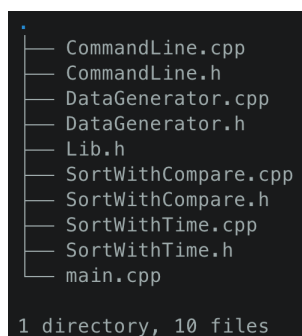 .
├── CommandLine.cpp
├── CommandLine.h
├── DataGenerator.cpp
├── DataGenerator.h
├── Lib.h
├── SortWithCompare.cpp
├── SortWithCompare.h
├── SortWithTime.cpp
├── SortWithTime.h
└── main.cpp
1 directory, 10 files